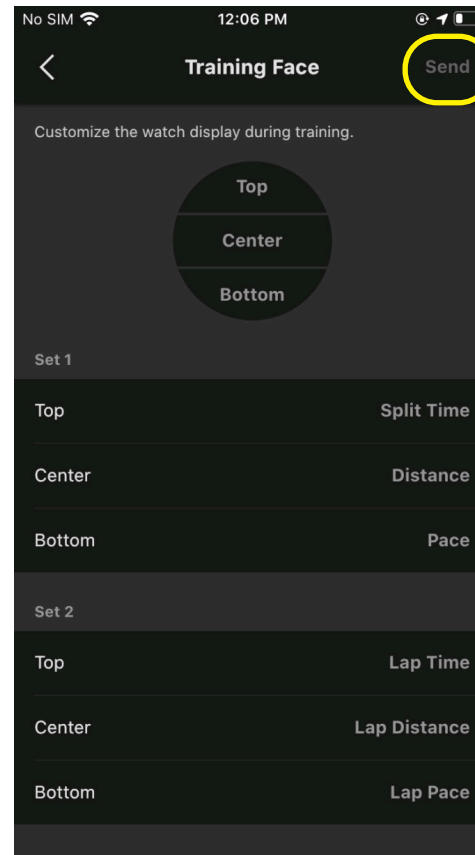 No SIM 12:06 PM
Training Face Send
Customize the watch display during training.
Top
Center
Bottom
Set 1
Top Split Time
Center Distance
Bottom Pace
Set 2
Top Lap Time
Center Lap Distance
Bottom Lap Pace